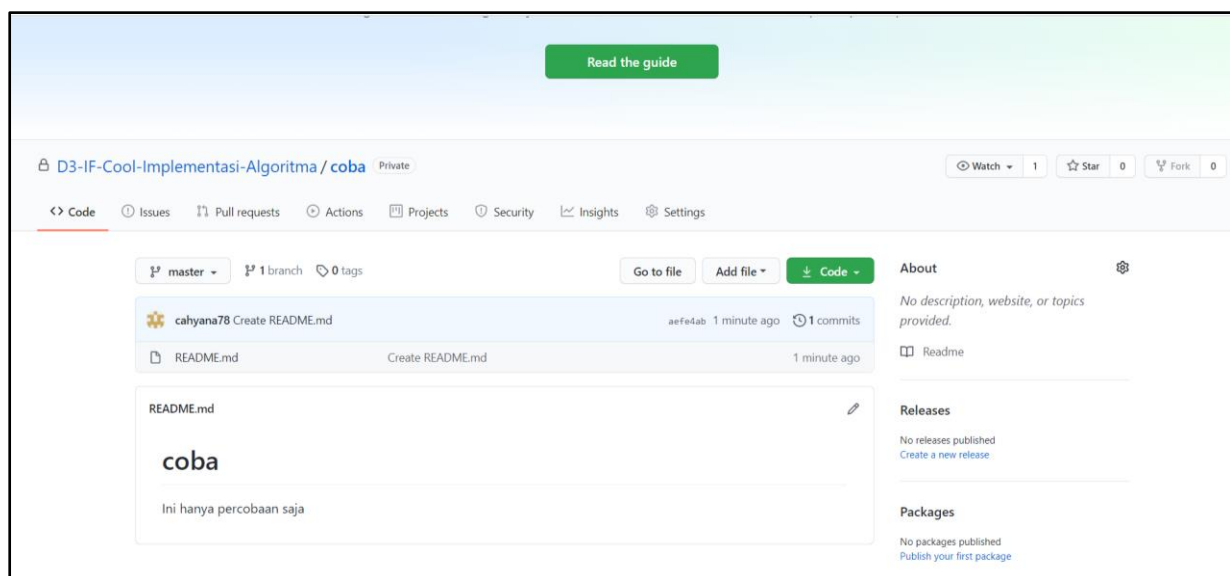 Read the guide
D3-IF-Cool-Implementasi-Algoritma / coba Private
Watch 1 Star 0 Fork 0
Code Issues Pull requests Actions Projects Security Insights Settings
master 1 branch 0 tags Go to file Add file Code
About
No description, website, or topics
provided.
cahyana78 Create README.md aefe4ab 1 minute ago 1 commits
README.md Create README.md 1 minute ago
Readme
README.md
coba
Ini hanya percobaan saja
Releases
No releases published
Create a new release
Packages
No packages published
Publish your first package